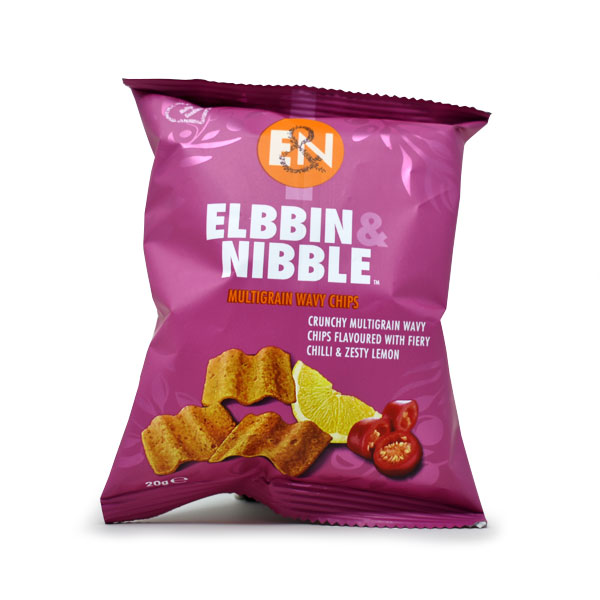 E&N
ELBBIN &
NIBBLE™
MULTIGRAIN WAVY CHIPS
CRUNCHY MULTIGRAIN WAVY
CHIPS FLAVOURED WITH FIERY
CHILLI & ZESTY LEMON
20g ℮